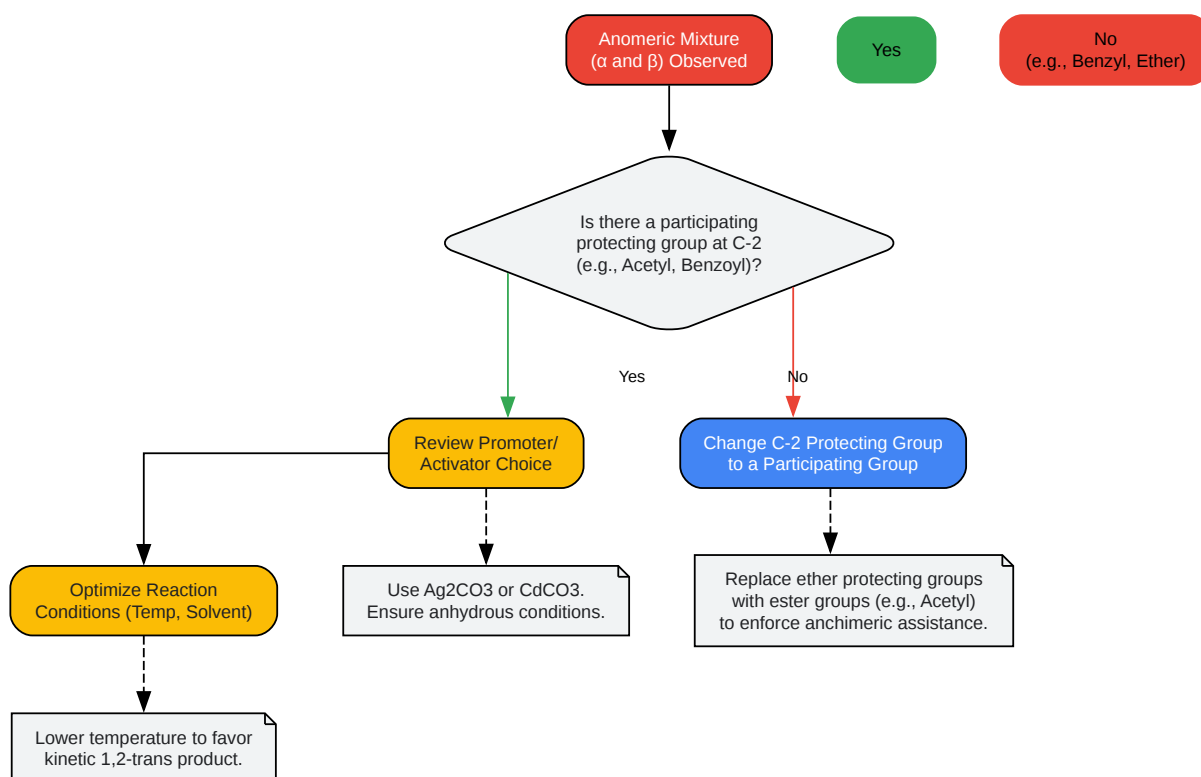 Anomeric Mixture
(α and β) Observed
Yes
No
(e.g., Benzyl, Ether)
Is there a participating
protecting group at C-2
(e.g., Acetyl, Benzoyl)?
Yes
No
Review Promoter/
Activator Choice
Change C-2 Protecting Group
to a Participating Group
Optimize Reaction
Conditions (Temp, Solvent)
Use Ag2CO3 or CdCO3.
Ensure anhydrous conditions.
Replace ether protecting groups
with ester groups (e.g., Acetyl)
to enforce anchimeric assistance.
Lower temperature to favor
kinetic 1,2-trans product.